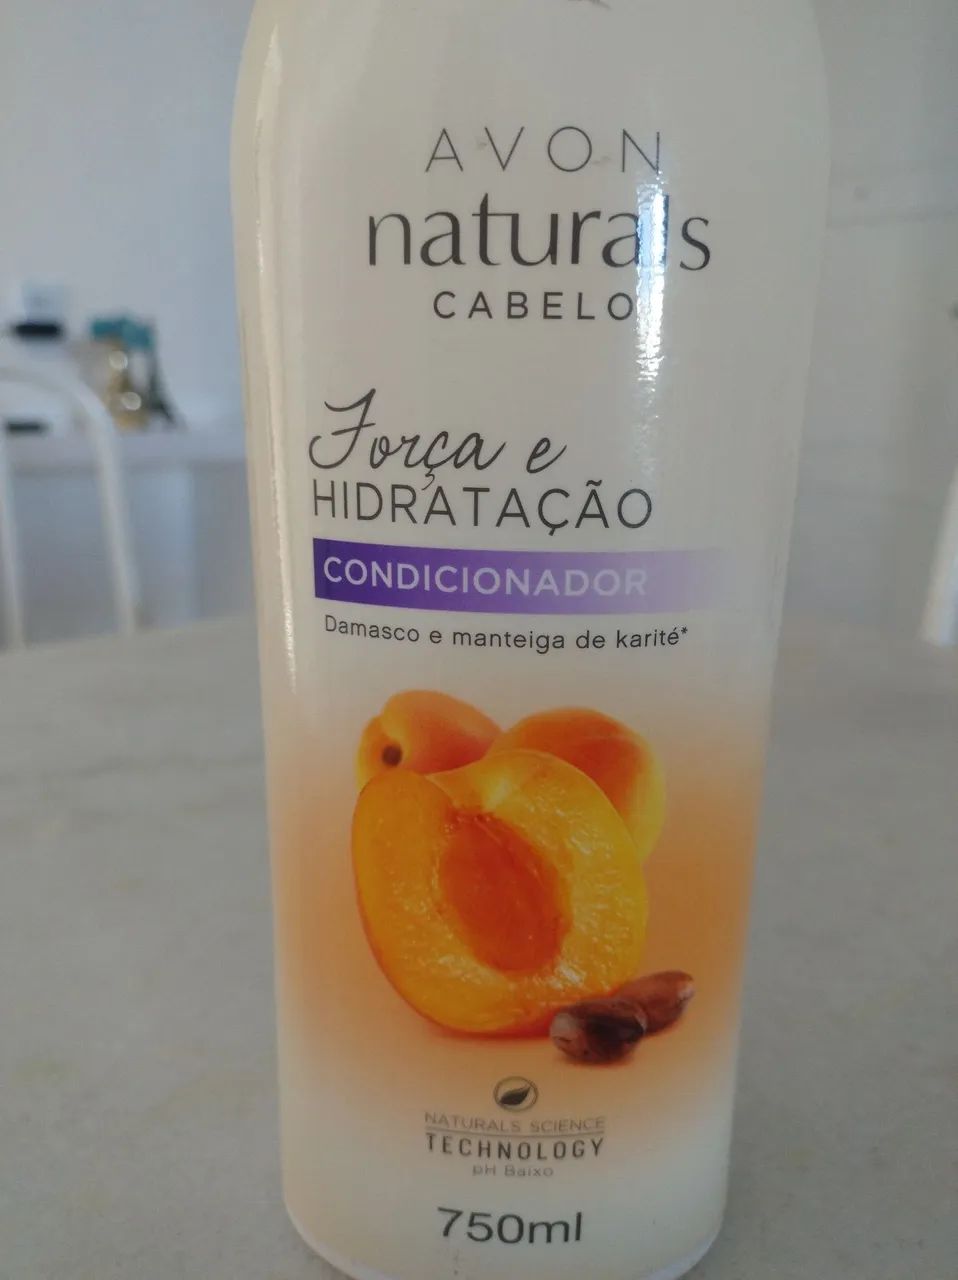 AVON
naturals
CABELO
Força e
HIDRATAÇÃO
CONDICIONADOR
Damasco e manteiga de karité*
NATURALS SCIENCE
TECHNOLOGY
pH Baixo
750ml